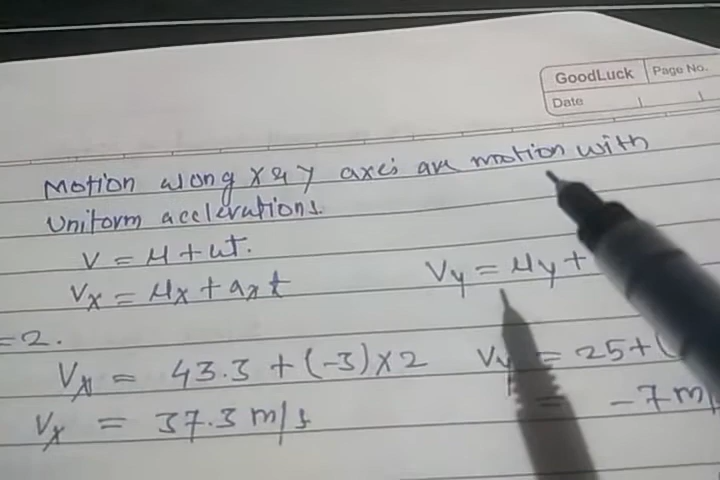 GoodLuck Page No.
Date
Motion along x & y axis are motion with
Uniform accelerations.
V = u + at.
Vx = ux + axt Vy = uy +
=2.
Vx = 43.3 + (-3) × 2 Vy = 25 + (
Vx = 37.3 m/s = -7 m/